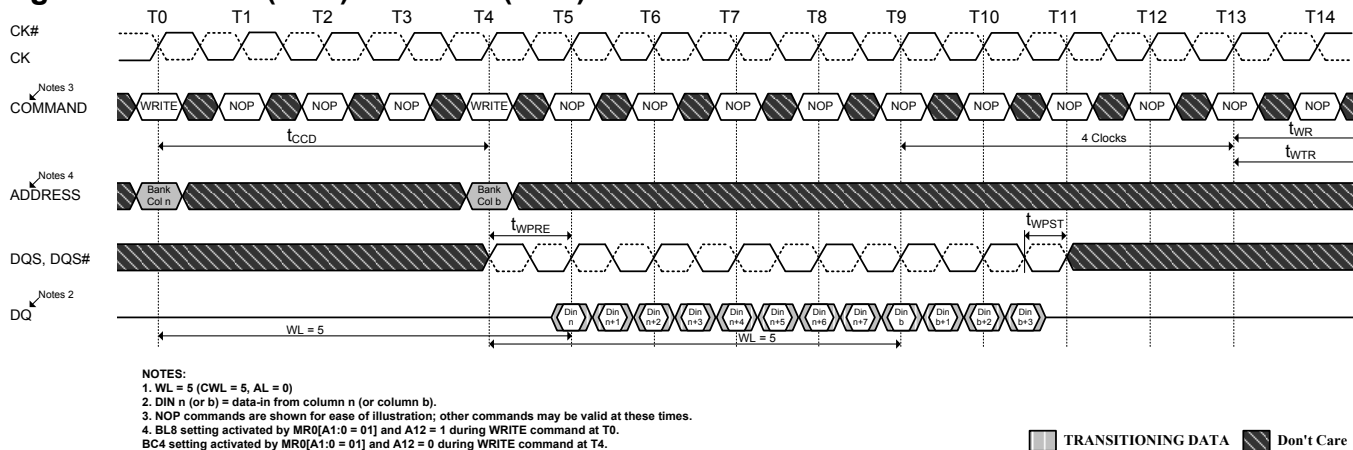 T0 T1 T2 T3 T4 T5 T6 T7 T8 T9 T10 T11 T12 T13 T14
CK#
CK
Notes 3
COMMAND
WRITE NOP NOP NOP WRITE NOP NOP NOP NOP NOP NOP NOP NOP NOP NOP
tCCD
4 Clocks
tWR
tWTR
Notes 4
ADDRESS
Bank Col n
Bank Col b
tWPRE
tWPST
DQS, DQS#
Notes 2
DQ
Din n Din n+1 Din n+2 Din n+3 Din n+4 Din n+5 Din n+6 Din n+7 Din b Din b+1 Din b+2 Din b+3
WL = 5
WL = 5
NOTES:
1. WL = 5 (CWL = 5, AL = 0)
2. DIN n (or b) = data-in from column n (or column b).
3. NOP commands are shown for ease of illustration; other commands may be valid at these times.
4. BL8 setting activated by MR0[A1:0 = 01] and A12 = 1 during WRITE command at T0.
BC4 setting activated by MR0[A1:0 = 01] and A12 = 0 during WRITE command at T4.
TRANSITIONING DATA
Don't Care